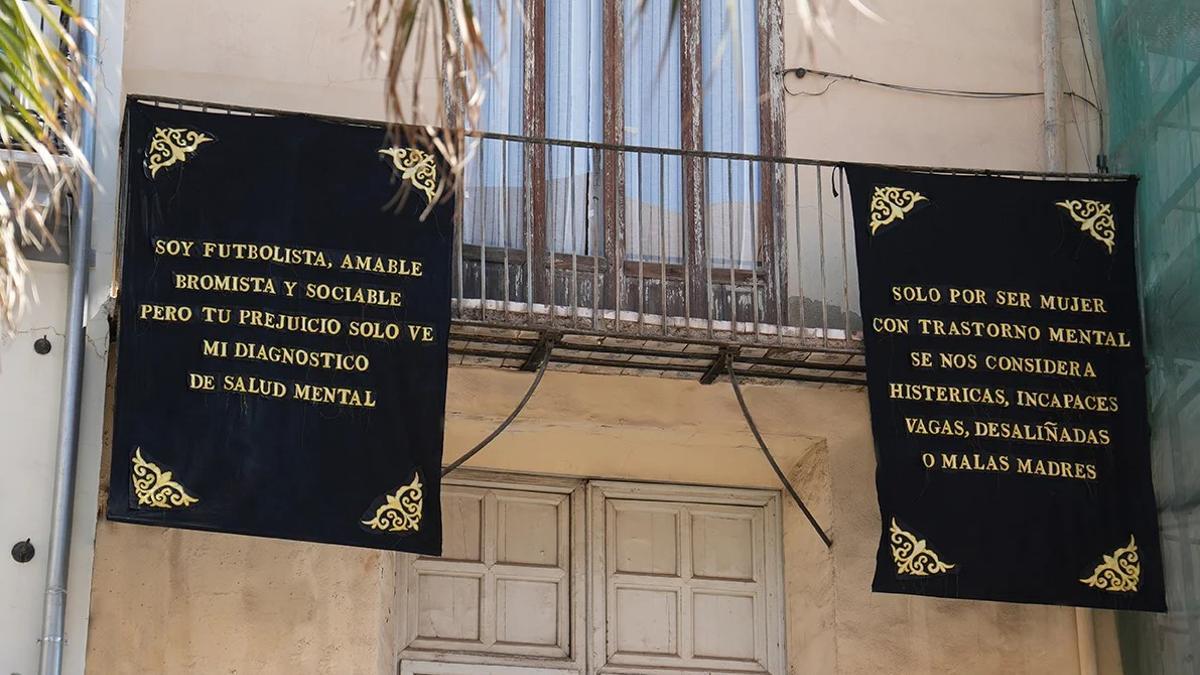 SOY FUTBOLISTA, AMABLE
BROMISTA Y SOCIABLE
PERO TU PREJUICIO SOLO VE
MI DIAGNOSTICO
DE SALUD MENTAL
SOLO POR SER MUJER
CON TRASTORNO MENTAL
SE NOS CONSIDERA
HISTERICAS, INCAPACES
VAGAS, DESALIÑADAS
O MALAS MADRES